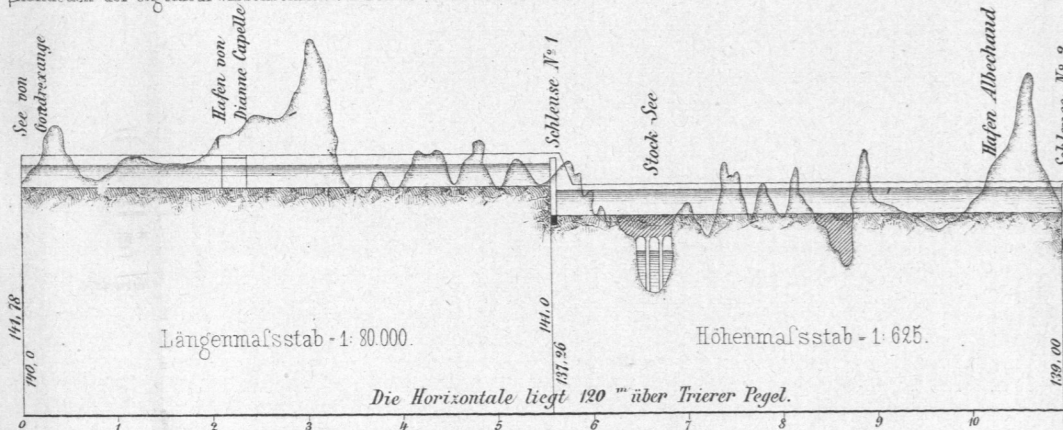 See von
Gondrexange
Hafen von
Dianne Capelle
Schleuse No 1
Stock-See
Hafen Albechand
141,78
140,0
141,0
137,26
139,00
Längenmaſsstab - 1: 80.000.
Höhenmaſsstab - 1: 625.
Die Horizontale liegt 120 m über Trierer Pegel.
0 1 2 3 4 5 6 7 8 9 10